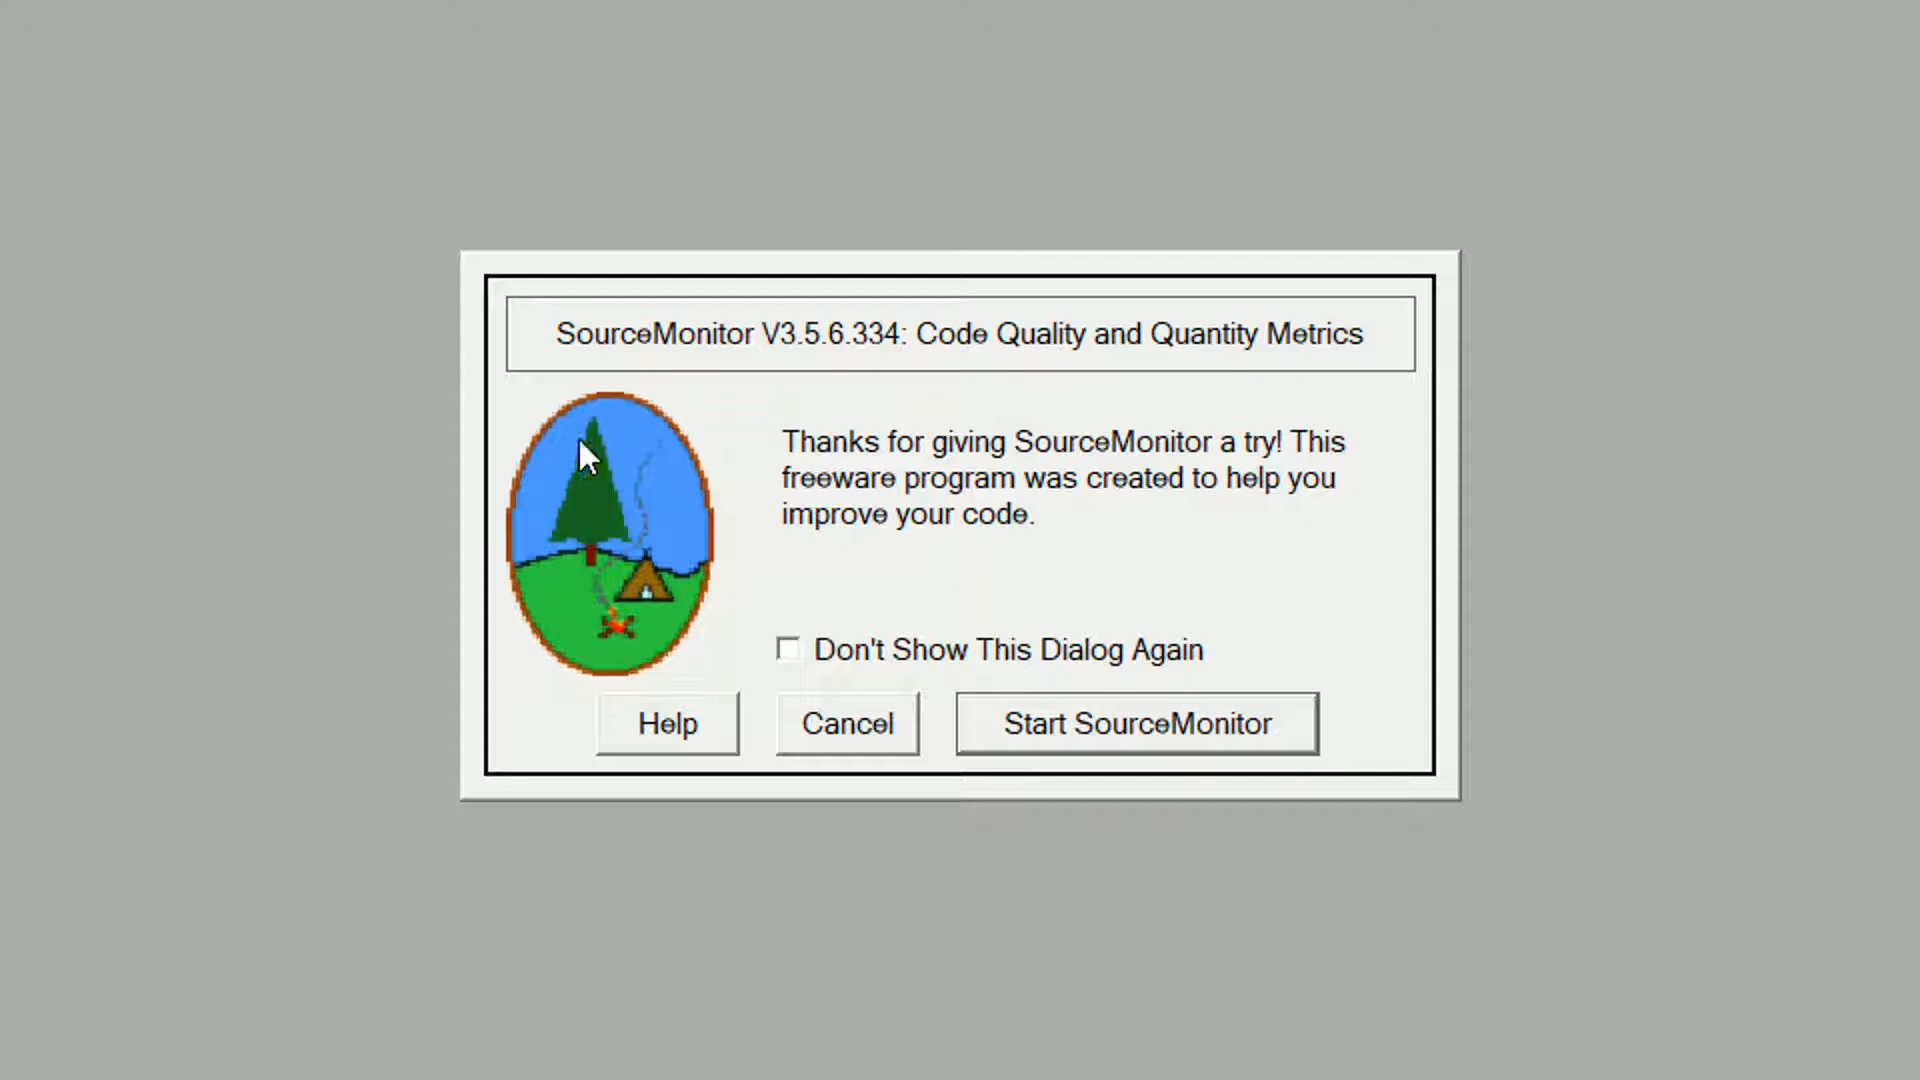 SourceMonitor V3.5.6.334: Code Quality and Quantity Metrics
Thanks for giving SourceMonitor a try! This
freeware program was created to help you
improve your code.
Don't Show This Dialog Again
Help
Cancel
Start SourceMonitor